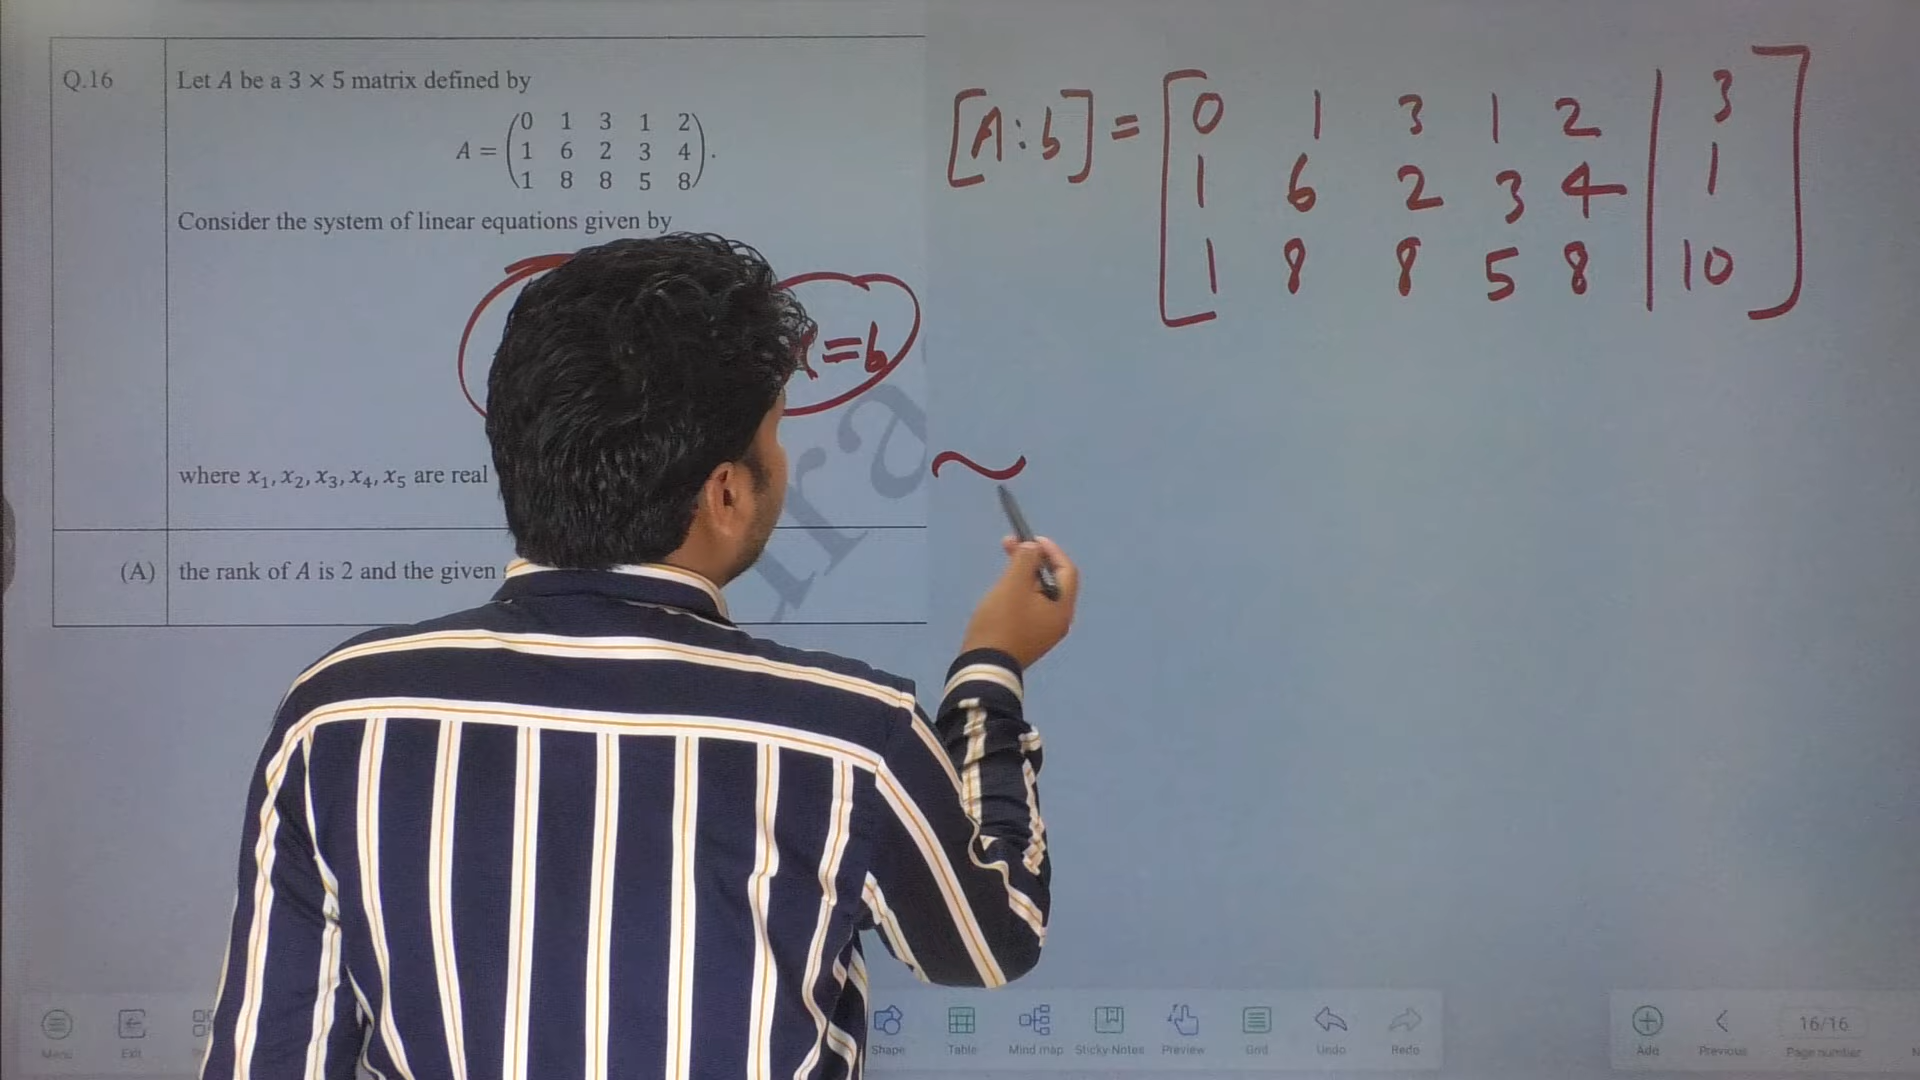 Q.16 Let A be a 3 × 5 matrix defined by
A = (0 1 3 1 2
1 6 2 3 4
1 8 8 5 8).
Consider the system of linear equations given by
=b
where x₁, x₂, x₃, x₄, x₅ are real
(A) the rank of A is 2 and the given
[A:b] = [0 1 3 1 2 | 3
1 6 2 3 4 | 1
1 8 8 5 8 | 10]
~
ira
Menu Exit Shape Table Mind map Sticky Notes Preview Grid Undo Redo Add Previous Page number
16/16